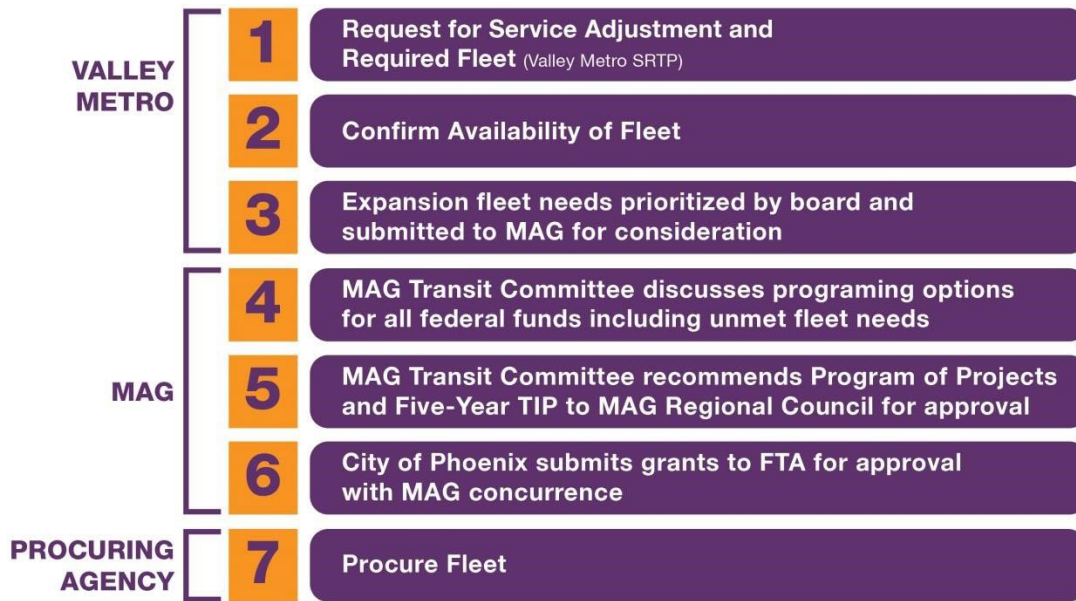 VALLEY
METRO
1
Request for Service Adjustment and
Required Fleet (Valley Metro SRTP)
2
Confirm Availability of Fleet
3
Expansion fleet needs prioritized by board and
submitted to MAG for consideration
MAG
4
MAG Transit Committee discusses programing options
for all federal funds including unmet fleet needs
5
MAG Transit Committee recommends Program of Projects
and Five-Year TIP to MAG Regional Council for approval
6
City of Phoenix submits grants to FTA for approval
with MAG concurrence
PROCURING
AGENCY
7
Procure Fleet